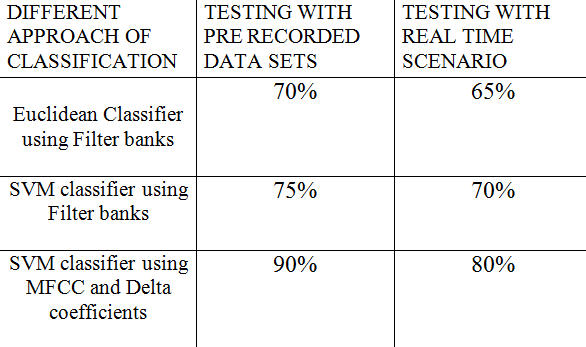 DIFFERENT
APPROACH OF
CLASSIFICATION
TESTING WITH
PRE RECORDED
DATA SETS
TESTING WITH
REAL TIME
SCENARIO
Euclidean Classifier
using Filter banks
70%
65%
SVM classifier using
Filter banks
75%
70%
SVM classifier using
MFCC and Delta
coefficients
90%
80%